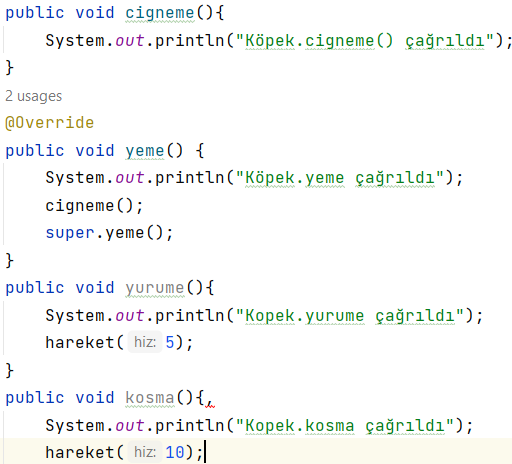 public void cigneme(){
System.out.println("Köpek.cigneme() çağrıldı");
}
2 usages
@Override
public void yeme() {
System.out.println("Köpek.yeme çağrıldı");
cigneme();
super.yeme();
}
public void yurume(){
System.out.println("Kopek.yurume çağrıldı");
hareket( hiz: 5);
}
public void kosma(){,
System.out.println("Kopek.kosma çağrıldı");
hareket( hiz: 10);